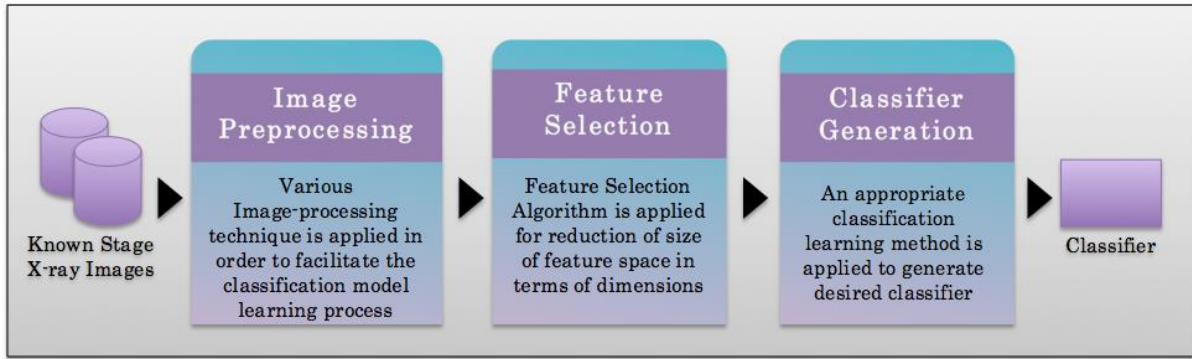 Known Stage
X-ray Images
Image
Preprocessing
Various
Image-processing
technique is applied in
order to facilitate the
classification model
learning process
Feature
Selection
Feature Selection
Algorithm is applied
for reduction of size
of feature space in
terms of dimensions
Classifier
Generation
An appropriate
classification
learning method is
applied to generate
desired classifier
Classifier